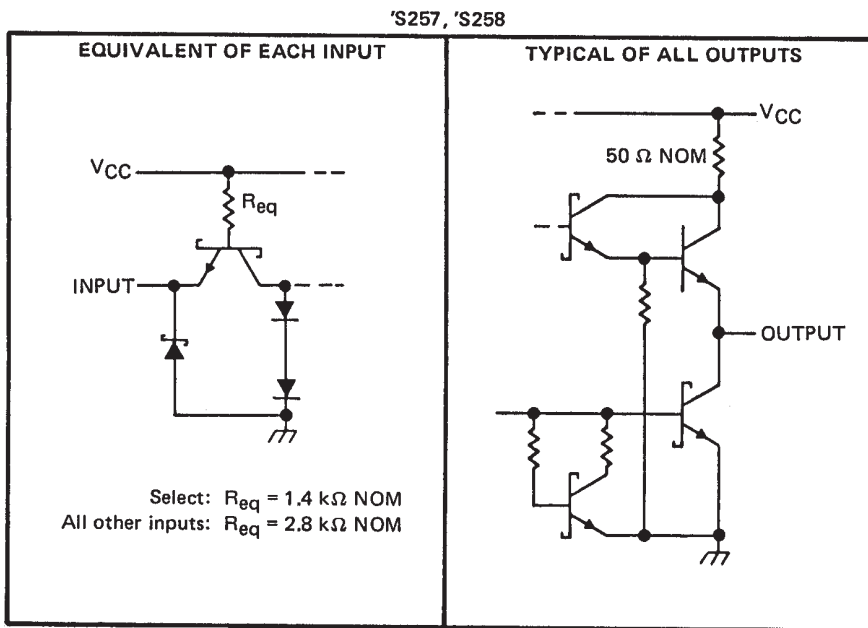 'S257, 'S258
EQUIVALENT OF EACH INPUT
VCC
Req
INPUT
Select: Req = 1.4 kΩ NOM
All other inputs: Req = 2.8 kΩ NOM
TYPICAL OF ALL OUTPUTS
VCC
50 Ω NOM
OUTPUT